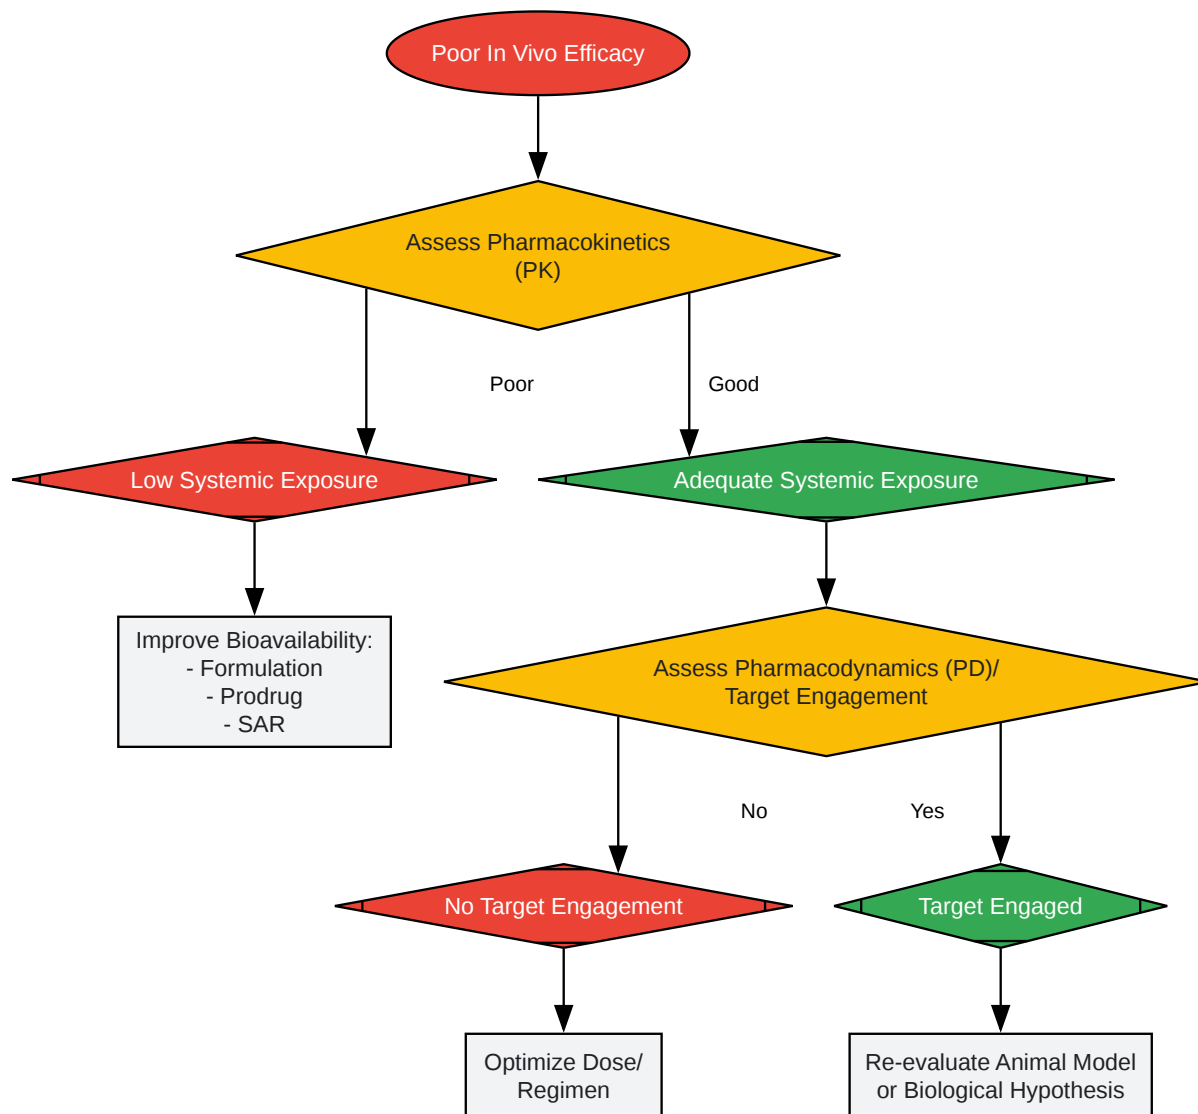 Poor In Vivo Efficacy
Assess Pharmacokinetics
(PK)
Poor
Good
Low Systemic Exposure
Adequate Systemic Exposure
Improve Bioavailability:
- Formulation
- Prodrug
- SAR
Assess Pharmacodynamics (PD)/
Target Engagement
No
Yes
No Target Engagement
Target Engaged
Optimize Dose/
Regimen
Re-evaluate Animal Model
or Biological Hypothesis